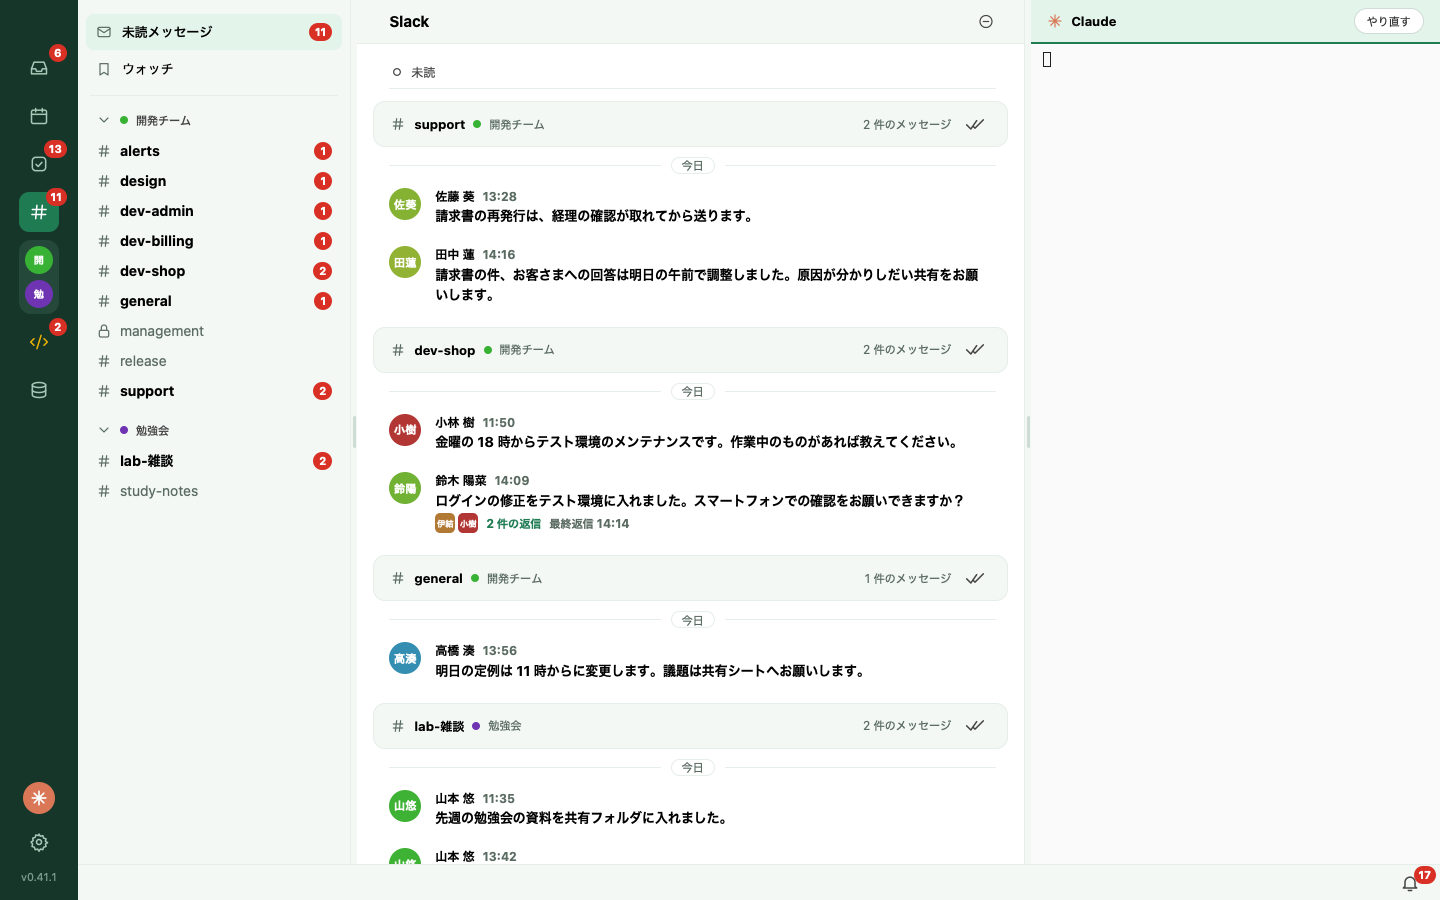 6
13
11
開
勉
2
v0.41.1
未読メッセージ 11
ウォッチ
開発チーム
# alerts 1
# design 1
# dev-admin 1
# dev-billing 1
# dev-shop 2
# general 1
management
# release
# support 2
勉強会
# lab-雑談 2
# study-notes
Slack
未読
# support 開発チーム 2 件のメッセージ
今日
佐葵 佐藤 葵 13:28
請求書の再発行は、経理の確認が取れてから送ります。
田蓮 田中 蓮 14:16
請求書の件、お客さまへの回答は明日の午前で調整しました。原因が分かりしだい共有をお願
いします。
# dev-shop 開発チーム 2 件のメッセージ
今日
小樹 小林 樹 11:50
金曜の 18 時からテスト環境のメンテナンスです。作業中のものがあれば教えてください。
鈴陽 鈴木 陽菜 14:09
ログインの修正をテスト環境に入れました。スマートフォンでの確認をお願いできますか？
伊結 小樹 2 件の返信 最終返信 14:14
# general 開発チーム 1 件のメッセージ
今日
高湊 高橋 湊 13:56
明日の定例は 11 時からに変更します。議題は共有シートへお願いします。
# lab-雑談 勉強会 2 件のメッセージ
今日
山悠 山本 悠 11:35
先週の勉強会の資料を共有フォルダに入れました。
山悠 山本 悠 13:42
Claude やり直す
17